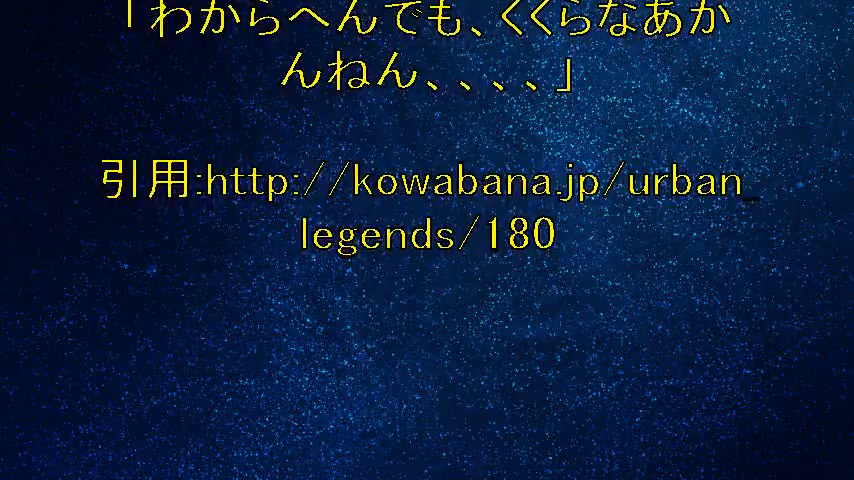 「わからへんでも、くくらなあか
んねん、、、、」
引用:http://kowabana.jp/urban_
legends/180